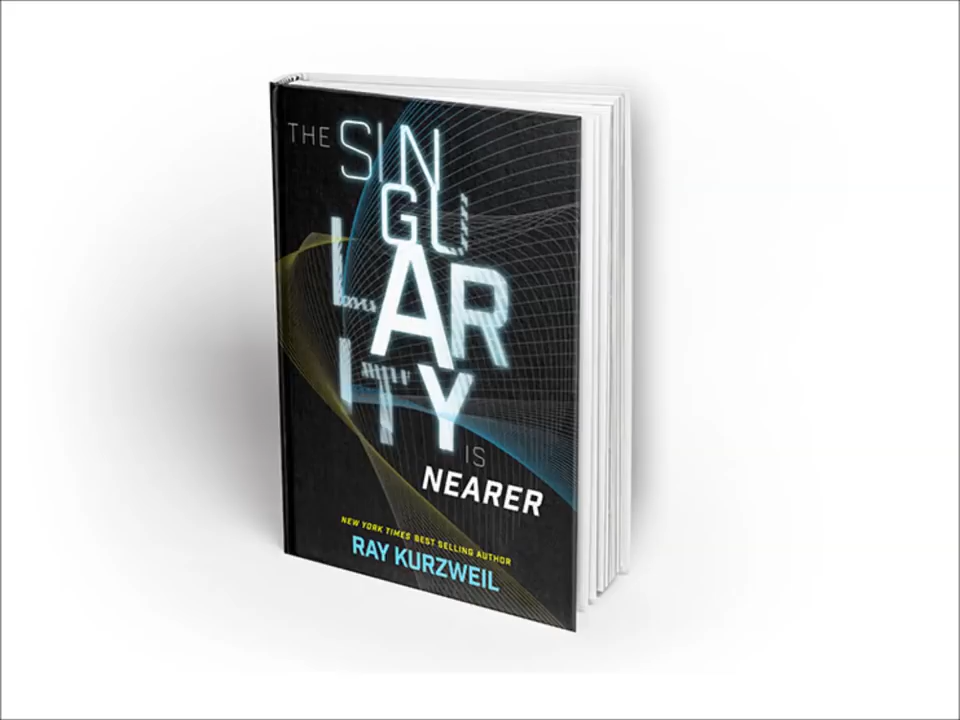 THE SIN
GU
LAR
ITY
IS
NEARER
NEW YORK TIMES BEST SELLING AUTHOR
RAY KURZWEIL